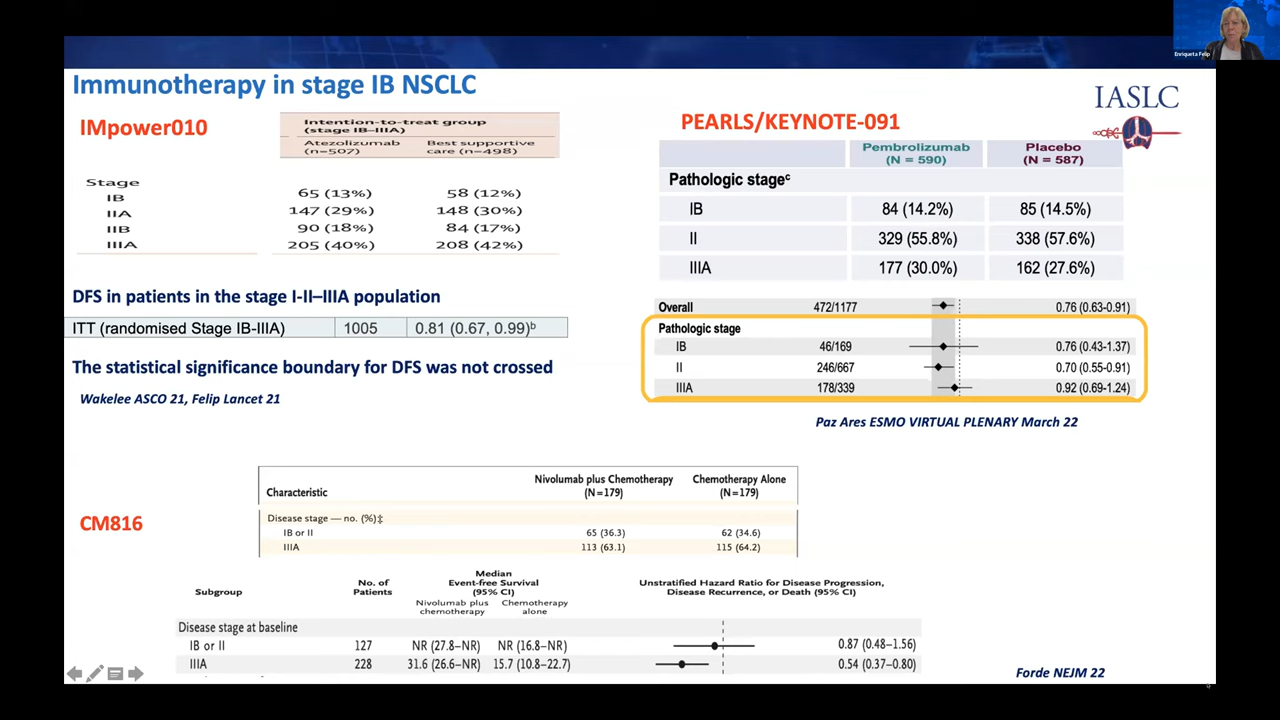 Enriqueta Felip
Immunotherapy in stage IB NSCLC
IASLC
IMpower010
Intention-to-treat group
(stage IB–IIIA)
Atezolizumab Best supportive
(n=507) care (n=498)
Stage
IB 65 (13%) 58 (12%)
IIA 147 (29%) 148 (30%)
IIB 90 (18%) 84 (17%)
IIIA 205 (40%) 208 (42%)
DFS in patients in the stage I-II–IIIA population
ITT (randomised Stage IB-IIIA) 1005 0.81 (0.67, 0.99)b
The statistical significance boundary for DFS was not crossed
Wakelee ASCO 21, Felip Lancet 21
PEARLS/KEYNOTE-091
Pembrolizumab Placebo
(N = 590) (N = 587)
Pathologic stagec
IB 84 (14.2%) 85 (14.5%)
II 329 (55.8%) 338 (57.6%)
IIIA 177 (30.0%) 162 (27.6%)
Overall 472/1177 0.76 (0.63-0.91)
Pathologic stage
IB 46/169 0.76 (0.43-1.37)
II 246/667 0.70 (0.55-0.91)
IIIA 178/339 0.92 (0.69-1.24)
Paz Ares ESMO VIRTUAL PLENARY March 22
CM816
Nivolumab plus Chemotherapy Chemotherapy Alone
Characteristic (N=179) (N=179)
Disease stage — no. (%)‡
IB or II 65 (36.3) 62 (34.6)
IIIA 113 (63.1) 115 (64.2)
Median
No. of Event-free Survival Unstratified Hazard Ratio for Disease Progression,
Subgroup Patients (95% CI) Disease Recurrence, or Death (95% CI)
Nivolumab plus Chemotherapy
chemotherapy alone
Disease stage at baseline
IB or II 127 NR (27.8–NR) NR (16.8–NR) 0.87 (0.48–1.56)
IIIA 228 31.6 (26.6–NR) 15.7 (10.8–22.7) 0.54 (0.37–0.80)
Forde NEJM 22